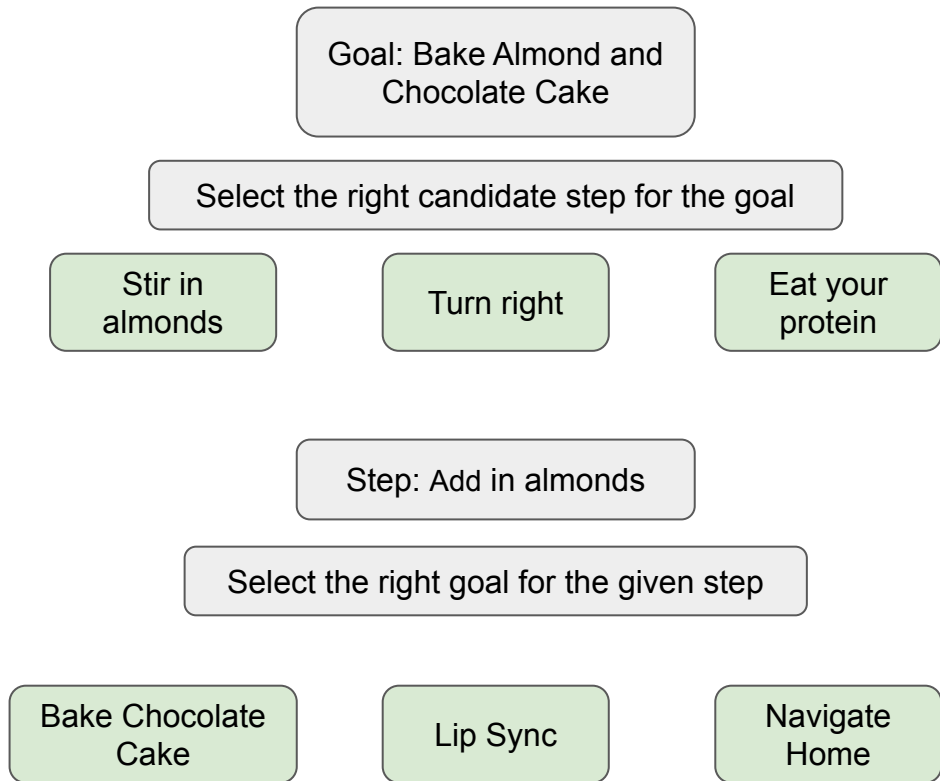 Goal: Bake Almond and
Chocolate Cake
Select the right candidate step for the goal
Stir in
almonds
Turn right
Eat your
protein
Step: Add in almonds
Select the right goal for the given step
Bake Chocolate
Cake
Lip Sync
Navigate
Home